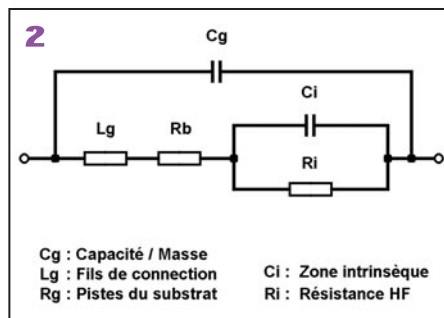 2
Cg
Ci
Lg
Rb
Ri
Cg : Capacité / Masse
Lg : Fils de connection
Rg : Pistes du substrat
Ci : Zone intrinsèque
Ri : Résistance HF